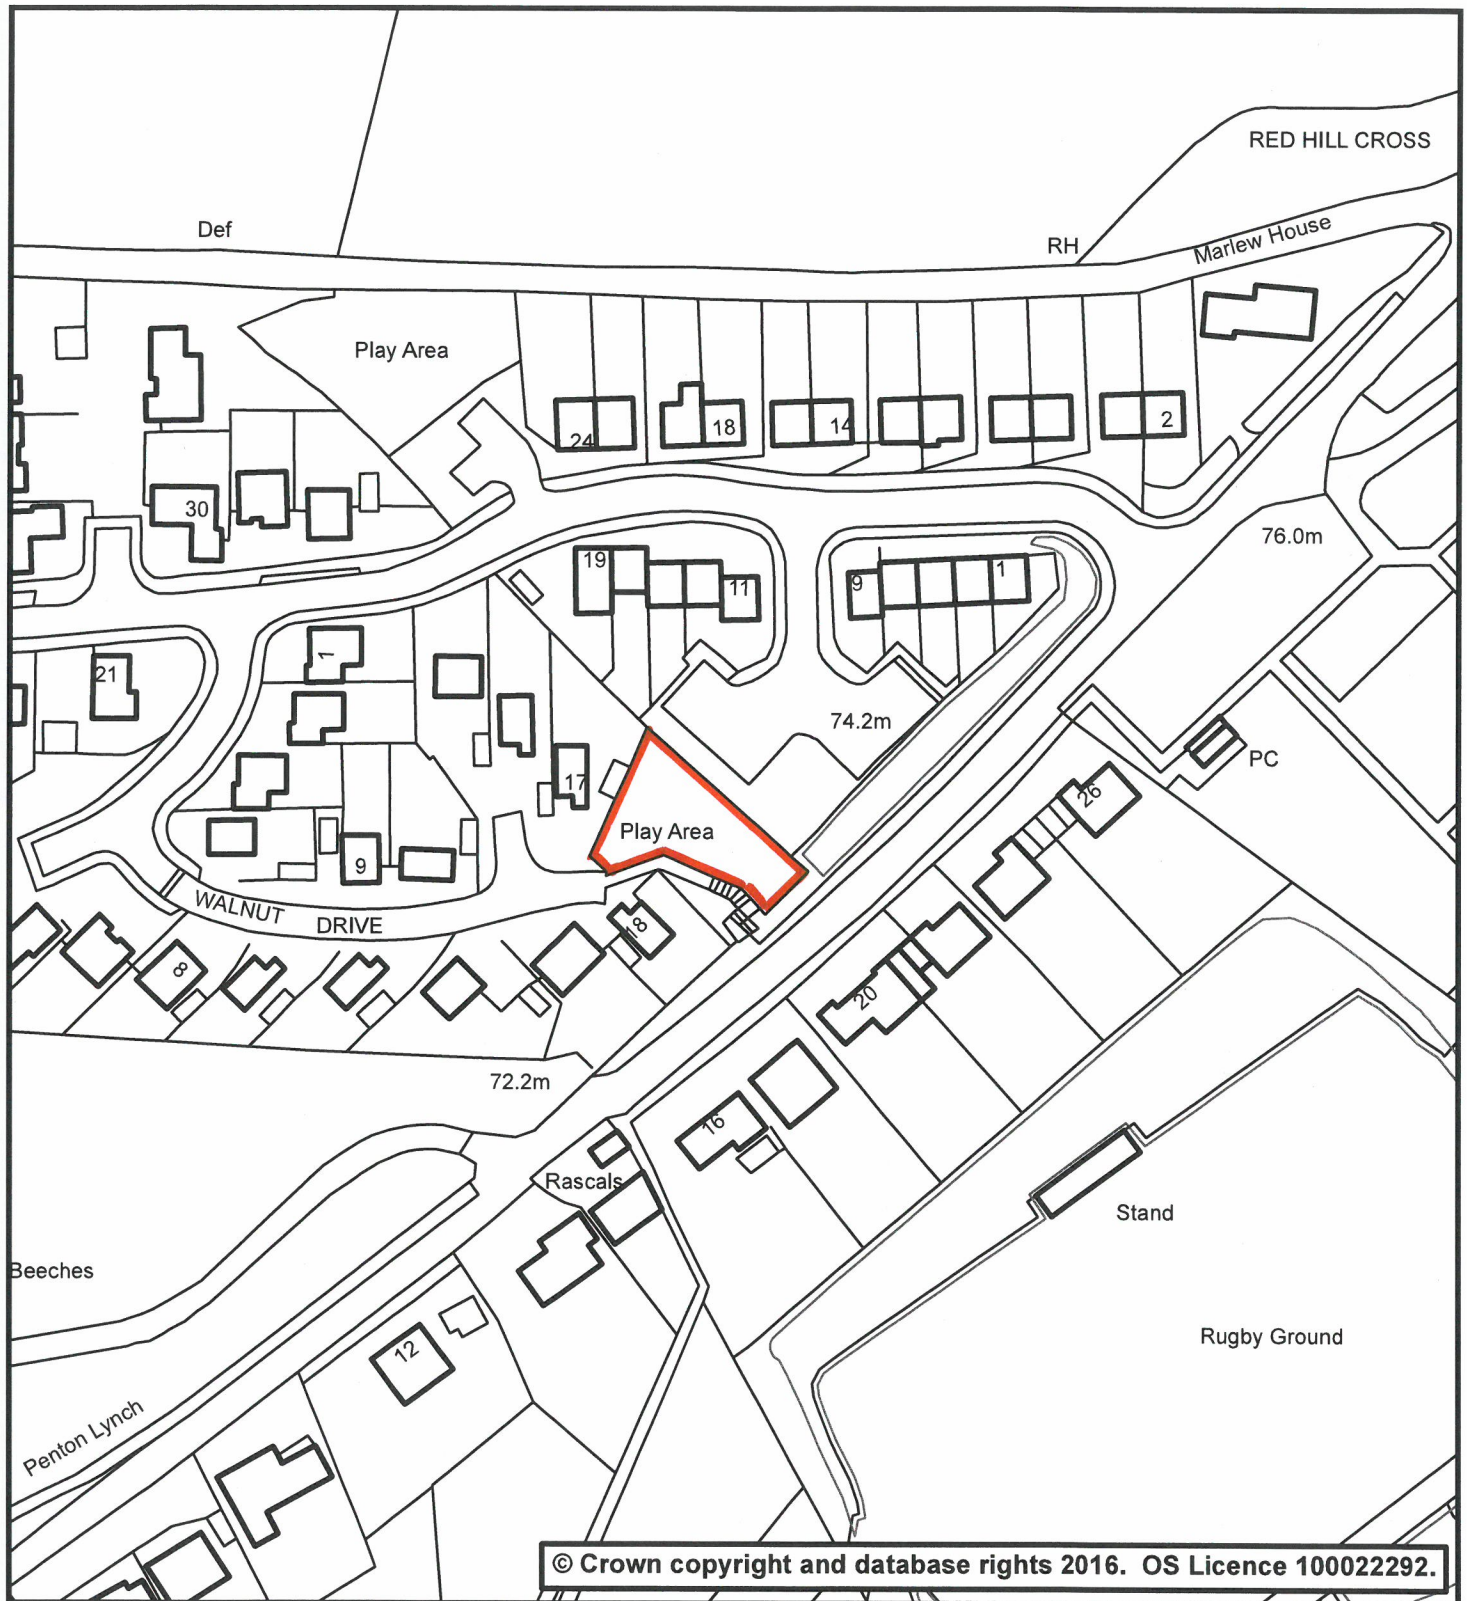 RED HILL CROSS
Def
RH
Marlew House
Play Area
24
18
14
2
30
76.0m
19
11
9
1
1
21
74.2m
PC
17
26
Play Area
9
WALNUT DRIVE
18
8
20
72.2m
16
Rascals
Stand
Beeches
Rugby Ground
12
Penton Lynch
© Crown copyright and database rights 2016. OS Licence 100022292.